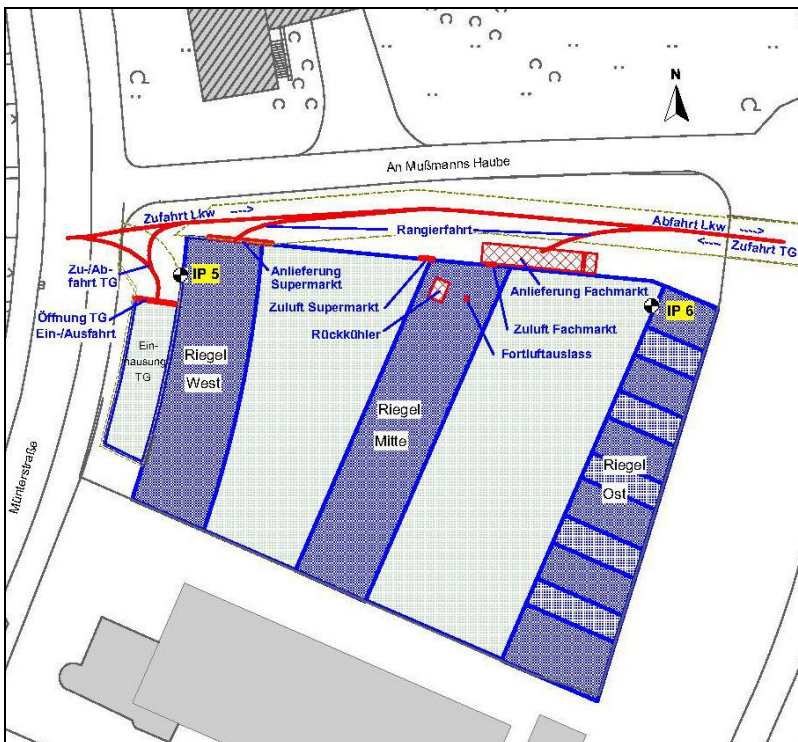 N
An Mußmanns Haube
Zufahrt Lkw ---->
Rangierfahrt
Abfahrt Lkw ---->
<---- Zufahrt TG
Zu-/Ab-
fahrt TG
IP 5
Anlieferung
Supermarkt
Anlieferung Fachmarkt
Zuluft Supermarkt
IP 6
Öffnung TG
Ein-/Ausfahrt
Rückkühler
Zuluft Fachmarkt
Fortluftauslass
Ein-
hausung
TG
Riegel
West
Riegel
Mitte
Riegel
Ost
Münterstraße